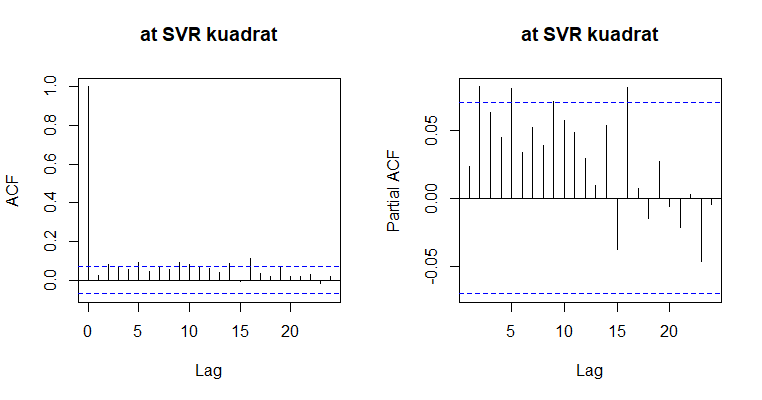 at SVR kuadrat
ACF
0.0 0.2 0.4 0.6 0.8 1.0
0 5 10 15 20
Lag
at SVR kuadrat
Partial ACF
-0.05 0.00 0.05
5 10 15 20
Lag